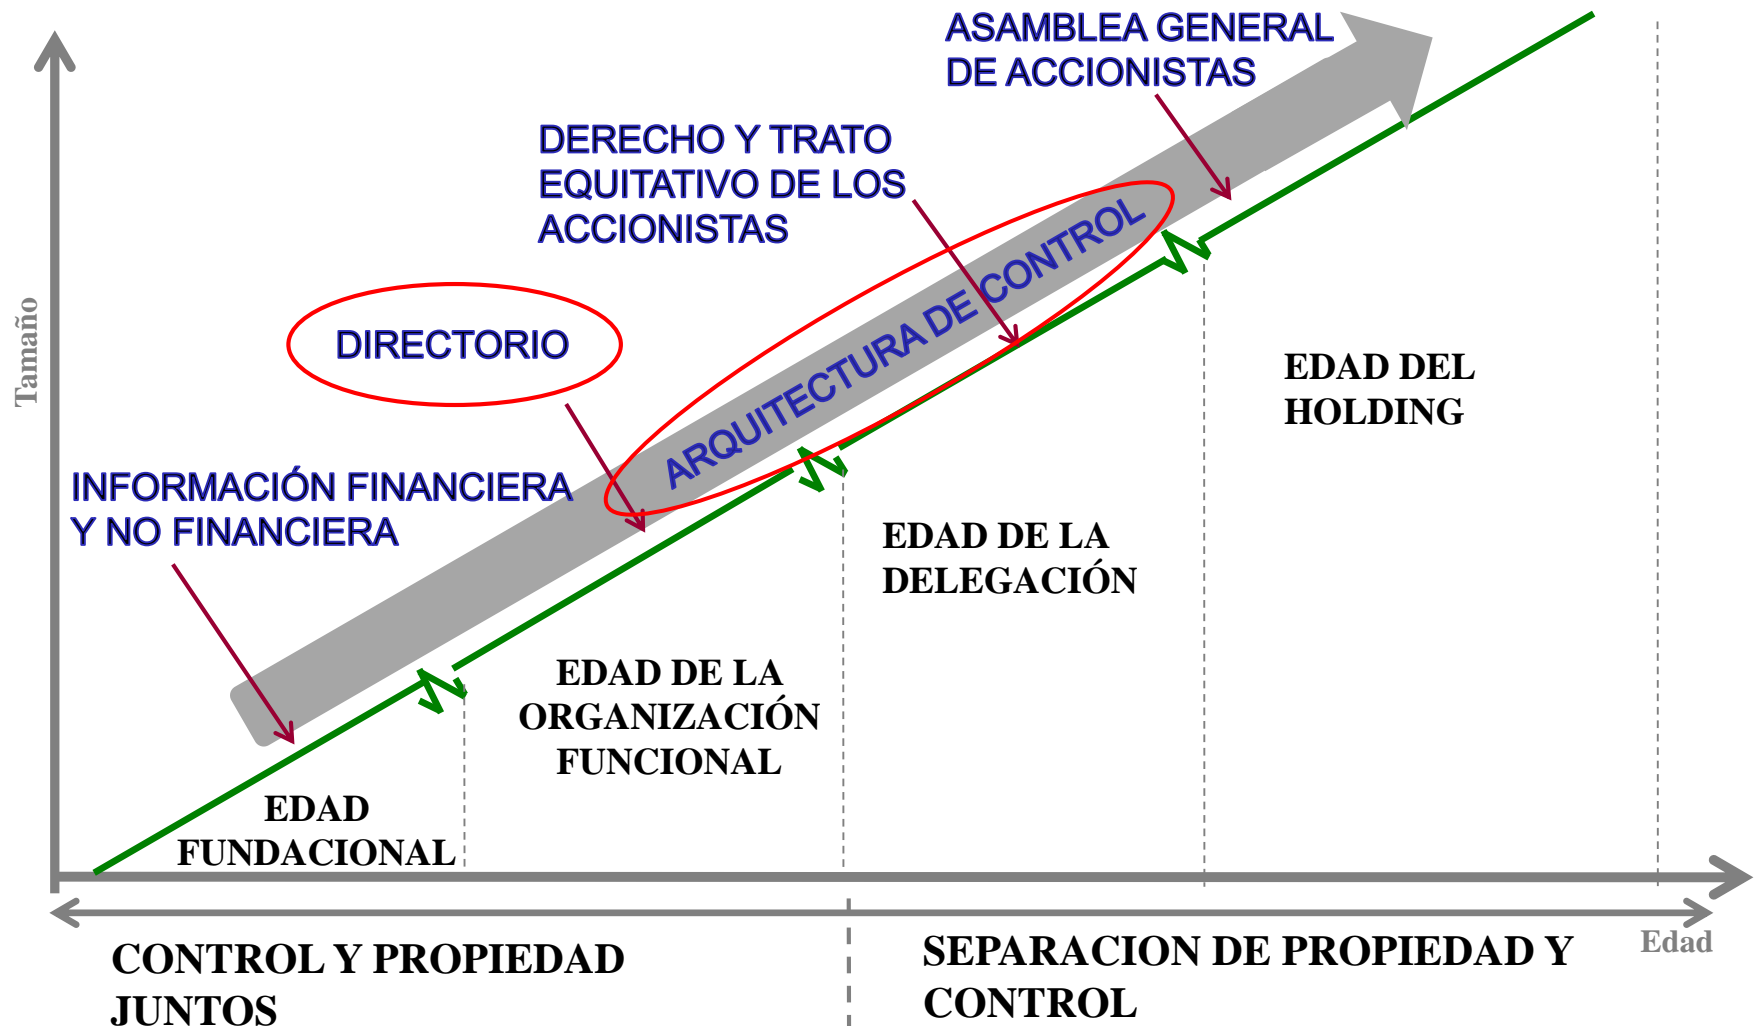 ASAMBLEA GENERAL
DE ACCIONISTAS
DERECHO Y TRATO
EQUITATIVO DE LOS
ACCIONISTAS
DIRECTORIO
ARQUITECTURA DE CONTROL
INFORMACIÓN FINANCIERA
Y NO FINANCIERA
Tamaño
EDAD DEL
HOLDING
EDAD DE LA
DELEGACIÓN
EDAD DE LA
ORGANIZACIÓN
FUNCIONAL
EDAD
FUNDACIONAL
Edad
CONTROL Y PROPIEDAD
JUNTOS
SEPARACION DE PROPIEDAD Y
CONTROL